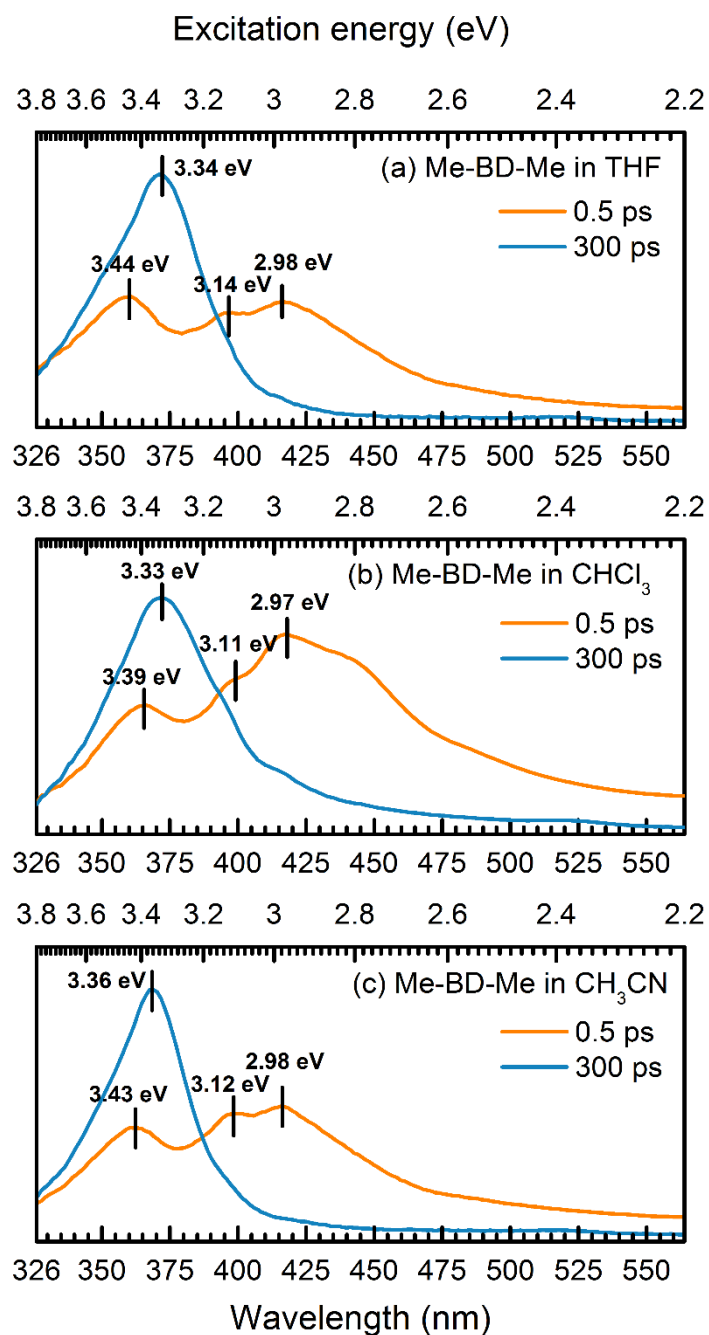 Excitation energy (eV)
3.8 3.6 3.4 3.2 3 2.8 2.6 2.4 2.2
3.34 eV
(a) Me-BD-Me in THF
0.5 ps
300 ps
3.44 eV
3.14 eV
2.98 eV
326 350 375 400 425 450 475 500 525 550
3.8 3.6 3.4 3.2 3 2.8 2.6 2.4 2.2
3.33 eV
(b) Me-BD-Me in CHCl3
2.97 eV
0.5 ps
300 ps
3.39 eV
3.11 eV
326 350 375 400 425 450 475 500 525 550
3.8 3.6 3.4 3.2 3 2.8 2.6 2.4 2.2
3.36 eV
(c) Me-BD-Me in CH3CN
0.5 ps
300 ps
3.43 eV
3.12 eV
2.98 eV
326 350 375 400 425 450 475 500 525 550
Wavelength (nm)